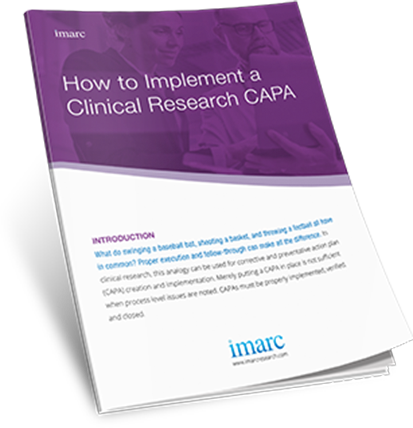 imarc
How to Implement a
Clinical Research CAPA
INTRODUCTION
What do swinging a baseball bat, shooting a basket, and throwing a football all have
in common? Proper execution and follow-through can make all the difference. In
clinical research, this analogy can be used for corrective and preventative action plan
(CAPA) creation and implementation. Merely putting a CAPA in place is not sufficient
when process level issues are noted. CAPAs must be properly implemented, verified,
and closed.
imarc
www.imarcresearch.com